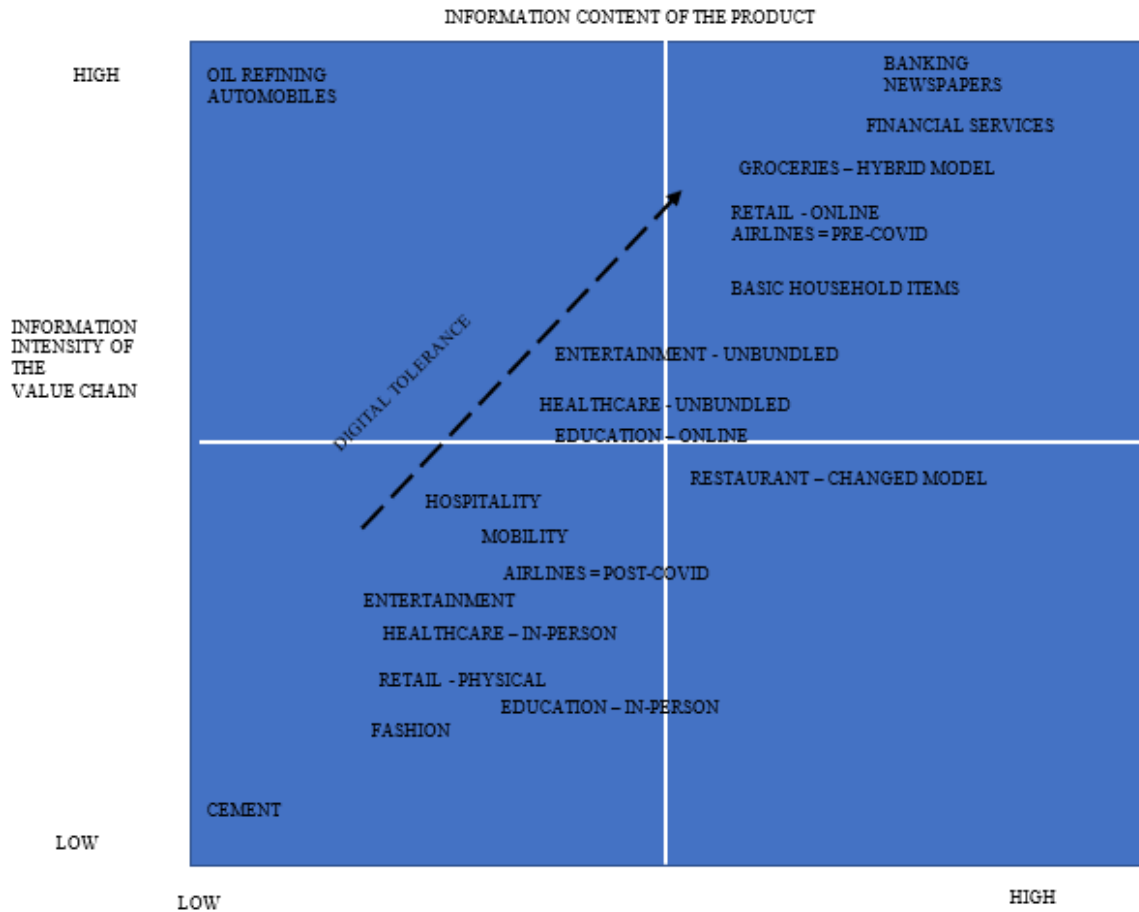 INFORMATION CONTENT OF THE PRODUCT
HIGH
OIL REFINING
AUTOMOBILES
BANKING
NEWSPAPERS
FINANCIAL SERVICES
GROCERIES – HYBRID MODEL
RETAIL - ONLINE
AIRLINES = PRE-COVID
BASIC HOUSEHOLD ITEMS
INFORMATION
INTENSITY OF
THE
VALUE CHAIN
DIGITAL TOLERANCE
ENTERTAINMENT - UNBUNDLED
HEALTHCARE - UNBUNDLED
EDUCATION – ONLINE
RESTAURANT – CHANGED MODEL
HOSPITALITY
MOBILITY
AIRLINES = POST-COVID
ENTERTAINMENT
HEALTHCARE – IN-PERSON
RETAIL - PHYSICAL
EDUCATION – IN-PERSON
FASHION
CEMENT
LOW
LOW
HIGH